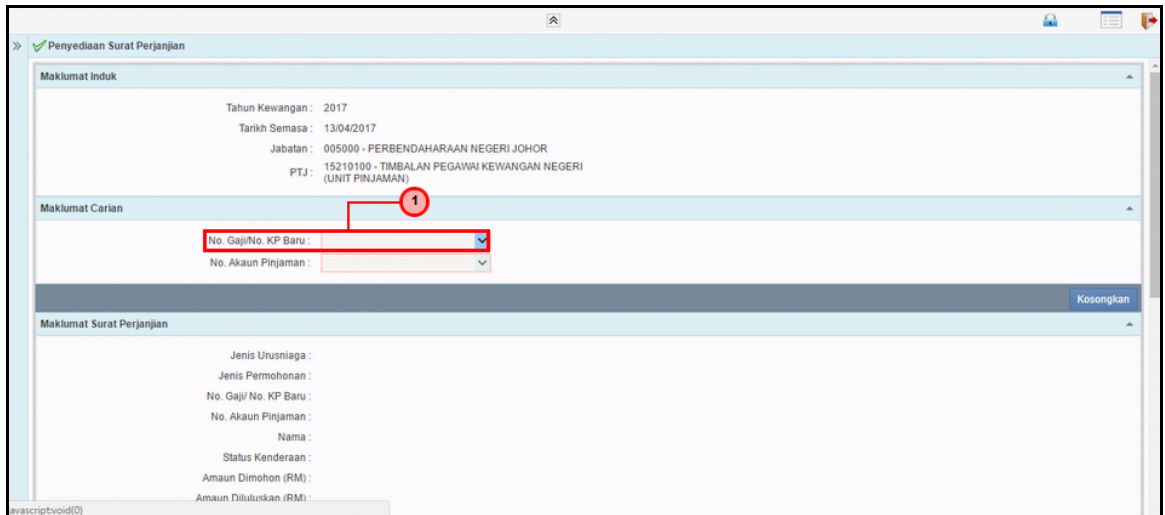 Penyediaan Surat Perjanjian
Maklumat Induk
Tahun Kewangan : 2017
Tarikh Semasa : 13/04/2017
Jabatan : 005000 - PERBENDAHARAAN NEGERI JOHOR
PTJ : 15210100 - TIMBALAN PEGAWAI KEWANGAN NEGERI
(UNIT PINJAMAN)
1
Maklumat Carian
No. Gaji/No. KP Baru :
No. Akaun Pinjaman :
Kosongkan
Maklumat Surat Perjanjian
Jenis Urusniaga :
Jenis Permohonan :
No. Gaji/ No. KP Baru :
No. Akaun Pinjaman :
Nama :
Status Kenderaan :
Amaun Dimohon (RM) :
Amaun Diluluskan (RM) :
avascript:void(0)